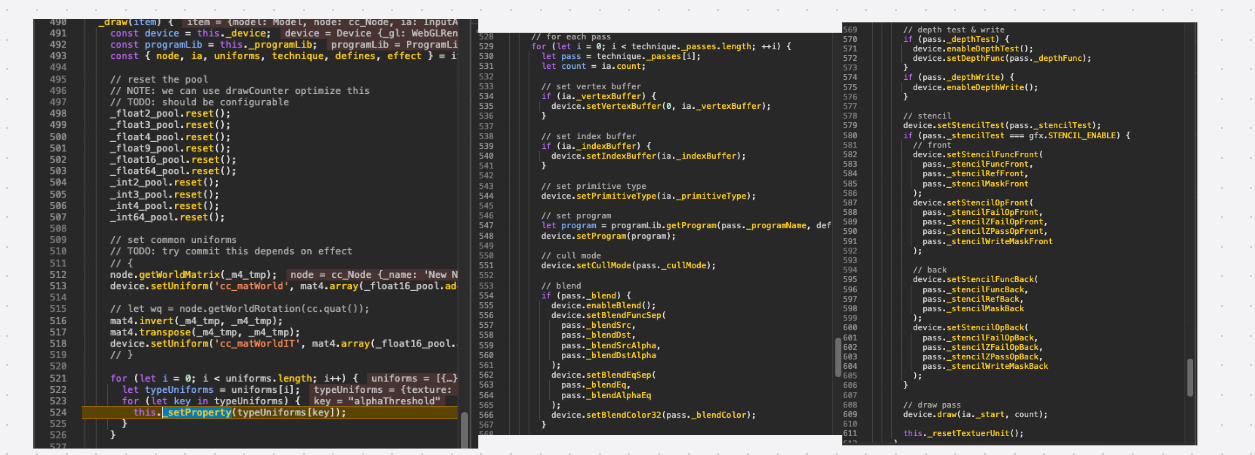 490 _draw(item) { item = {model: Model, node: cc_Node, ia: InputA
491 const device = this._device; device = Device {_gl: WebGLRen
492 const programLib = this._programLib; programLib = ProgramLi
493 const { node, ia, uniforms, technique, defines, effect } = i
494
495 // reset the pool
496 // NOTE: we can use drawCounter optimize this
497 // TODO: should be configurable
498 _float2_pool.reset();
499 _float3_pool.reset();
500 _float4_pool.reset();
501 _float9_pool.reset();
502 _float16_pool.reset();
503 _float64_pool.reset();
504 _int2_pool.reset();
505 _int3_pool.reset();
506 _int4_pool.reset();
507 _int64_pool.reset();
508
509 // set common uniforms
510 // TODO: try commit this depends on effect
511 // {
512 node.getWorldMatrix(_m4_tmp); node = cc_Node {_name: 'New N
513 device.setUniform('cc_matWorld', mat4.array(_float16_pool.ad
514
515 // let wq = node.getWorldRotation(cc.quat());
516 mat4.invert(_m4_tmp, _m4_tmp);
517 mat4.transpose(_m4_tmp, _m4_tmp);
518 device.setUniform('cc_matWorldIT', mat4.array(_float16_pool.
519 // }
520
521 for (let i = 0; i < uniforms.length; i++) { uniforms = [{…}
522 let typeUniforms = uniforms[i]; typeUniforms = {texture:
523 for (let key in typeUniforms) { key = "alphaThreshold"
524 this._setProperty(typeUniforms[key]);
525 }
526 }
527
528 // for each pass
529 for (let i = 0; i < technique._passes.length; ++i) {
530 let pass = technique._passes[i];
531 let count = ia.count;
532
533 // set vertex buffer
534 if (ia._vertexBuffer) {
535 device.setVertexBuffer(0, ia._vertexBuffer);
536 }
537
538 // set index buffer
539 if (ia._indexBuffer) {
540 device.setIndexBuffer(ia._indexBuffer);
541 }
542
543 // set primitive type
544 device.setPrimitiveType(ia._primitiveType);
545
546 // set program
547 let program = programLib.getProgram(pass._programName, def
548 device.setProgram(program);
549
550 // cull mode
551 device.setCullMode(pass._cullMode);
552
553 // blend
554 if (pass._blend) {
555 device.enableBlend();
556 device.setBlendFuncSep(
557 pass._blendSrc,
558 pass._blendDst,
559 pass._blendSrcAlpha,
560 pass._blendDstAlpha
561 );
562 device.setBlendEqSep(
563 pass._blendEq,
564 pass._blendAlphaEq
565 );
566 device.setBlendColor32(pass._blendColor);
567 }
568
569 // depth test & write
570 if (pass._depthTest) {
571 device.enableDepthTest();
572 device.setDepthFunc(pass._depthFunc);
573 }
574 if (pass._depthWrite) {
575 device.enableDepthWrite();
576 }
577
578 // stencil
579 device.setStencilTest(pass._stencilTest);
580 if (pass._stencilTest === gfx.STENCIL_ENABLE) {
581 // front
582 device.setStencilFuncFront(
583 pass._stencilFuncFront,
584 pass._stencilRefFront,
585 pass._stencilMaskFront
586 );
587 device.setStencilOpFront(
588 pass._stencilFailOpFront,
589 pass._stencilZFailOpFront,
590 pass._stencilZPassOpFront,
591 pass._stencilWriteMaskFront
592 );
593
594 // back
595 device.setStencilFuncBack(
596 pass._stencilFuncBack,
597 pass._stencilRefBack,
598 pass._stencilMaskBack
599 );
600 device.setStencilOpBack(
601 pass._stencilFailOpBack,
602 pass._stencilZFailOpBack,
603 pass._stencilZPassOpBack,
604 pass._stencilWriteMaskBack
605 );
606 }
607
608 // draw pass
609 device.draw(ia._start, count);
610
611 this._resetTextuerUnit();